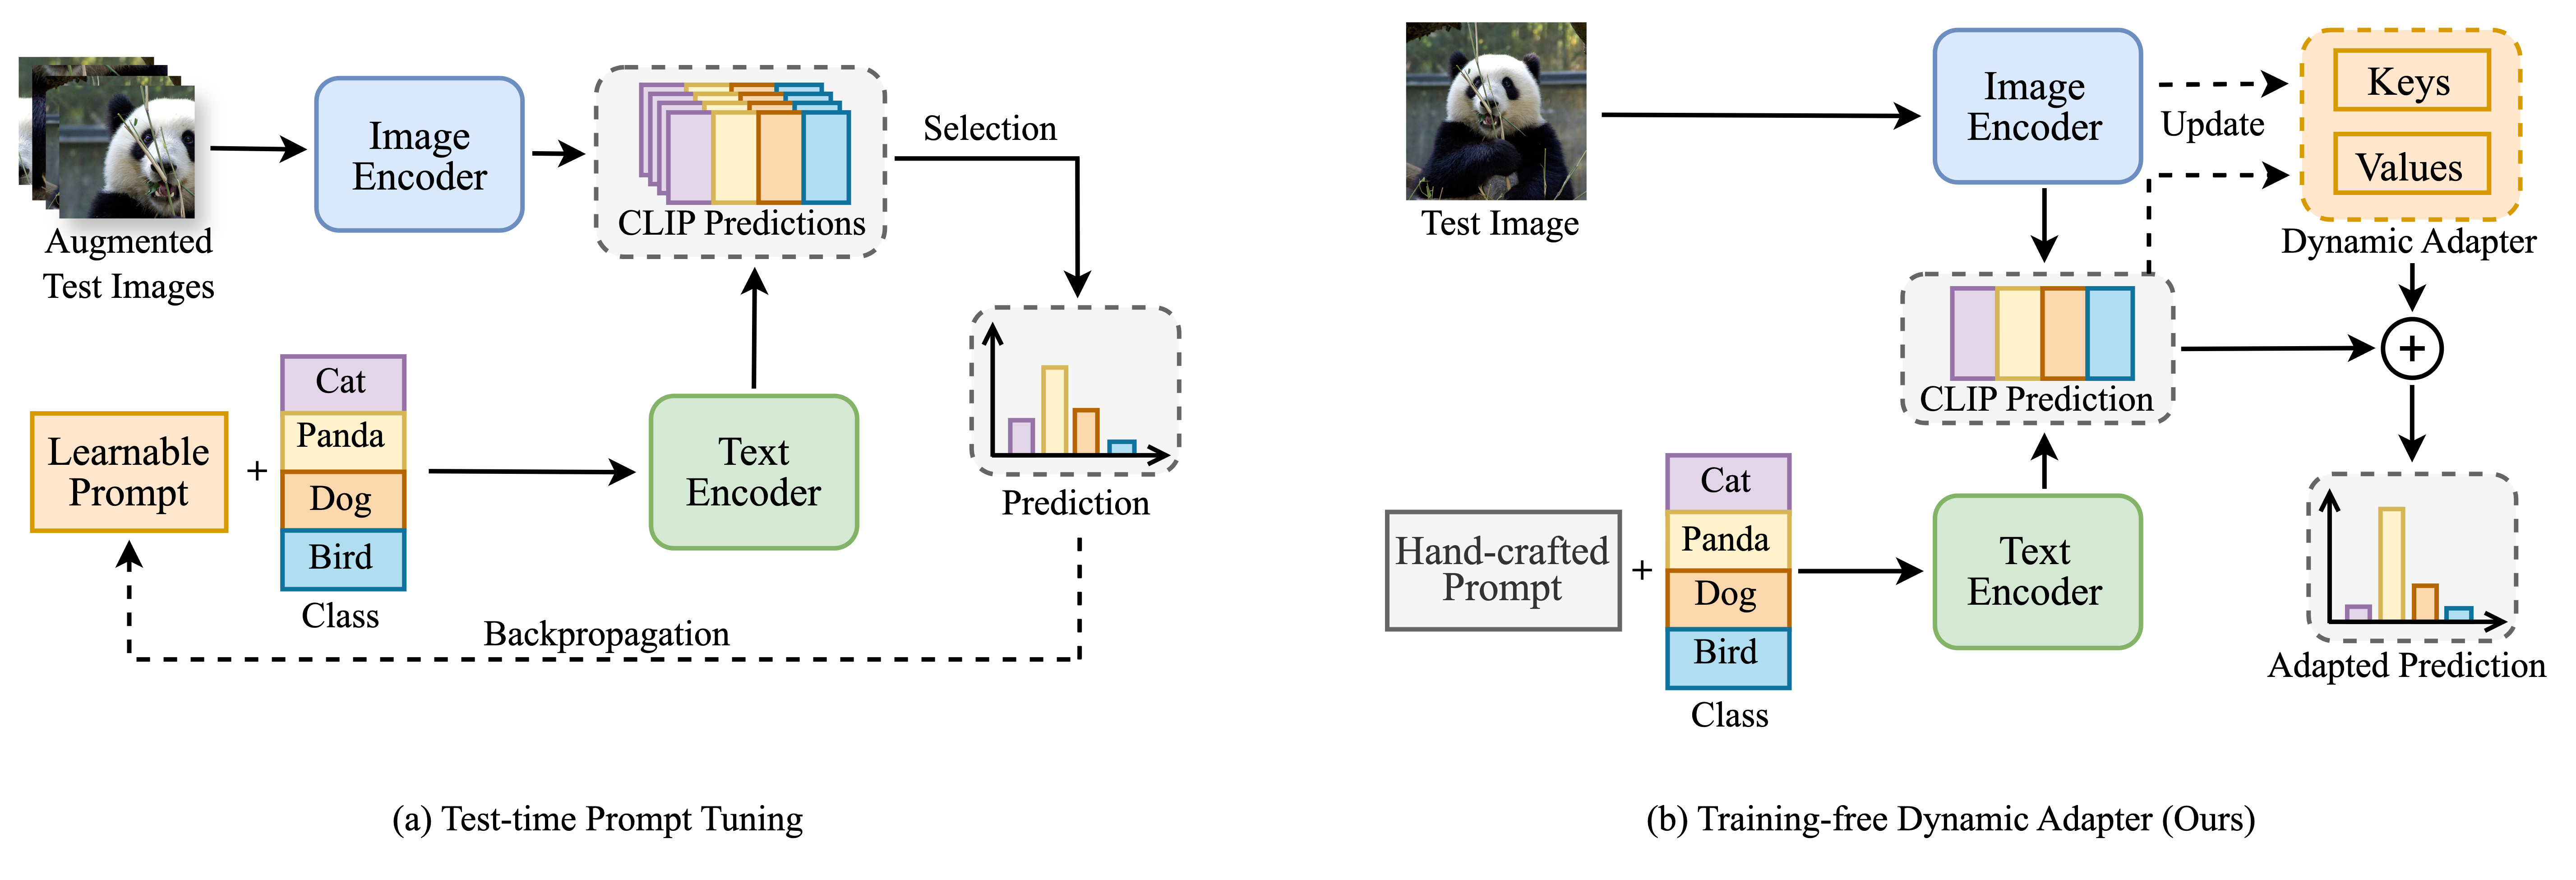 Augmented
Test Images
Image
Encoder
CLIP Predictions
Selection
Prediction
Learnable
Prompt
+
Cat
Panda
Dog
Bird
Class
Text
Encoder
Backpropagation
(a) Test-time Prompt Tuning
Test Image
Image
Encoder
Update
Keys
Values
Dynamic Adapter
CLIP Prediction
+
Hand-crafted
Prompt
+
Cat
Panda
Dog
Bird
Class
Text
Encoder
Adapted Prediction
(b) Training-free Dynamic Adapter (Ours)